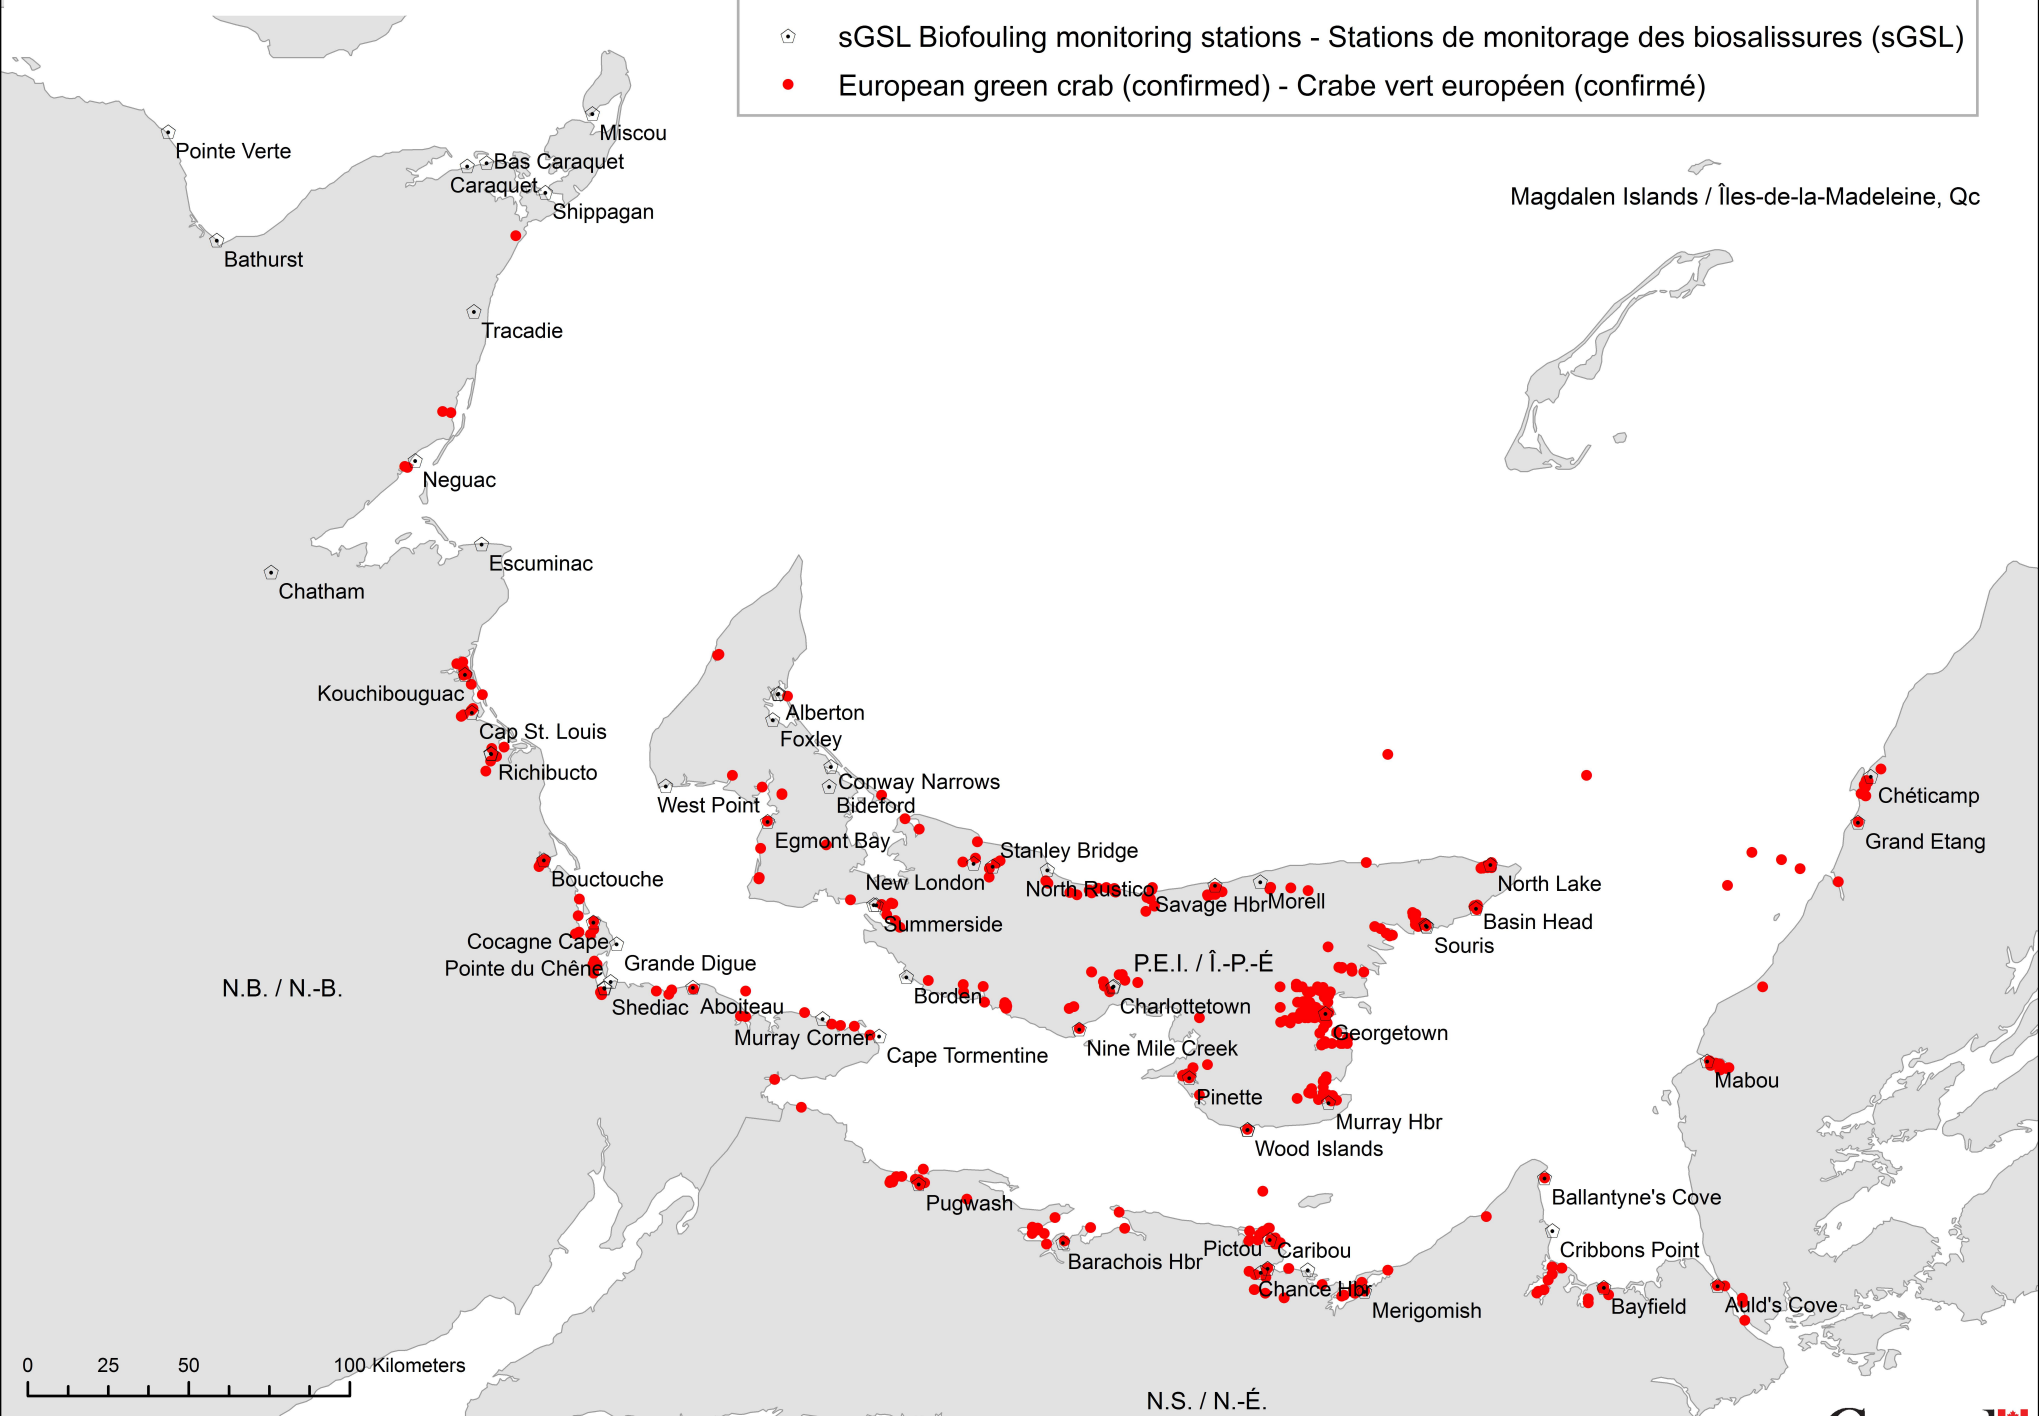 sGSL Biofouling monitoring stations - Stations de monitorage des biosalissures (sGSL)
European green crab (confirmed) - Crabe vert européen (confirmé)
Miscou
Pointe Verte
Bas Caraquet
Caraquet
Shippagan
Magdalen Islands / Îles-de-la-Madeleine, Qc
Bathurst
Tracadie
Neguac
Escuminac
Chatham
Kouchibouguac
Alberton
Cap St. Louis
Foxley
Richibucto
Conway Narrows
Chéticamp
West Point
Bideford
Egmont Bay
Grand Etang
Stanley Bridge
Bouctouche
New London
North Rustico
North Lake
Savage Hbr
Morell
Summerside
Basin Head
Cocagne Cape
Souris
Grande Digue
P.E.I. / Î.-P.-É
Pointe du Chêne
N.B. / N.-B.
Borden
Shediac
Aboiteau
Charlottetown
Georgetown
Murray Corner
Nine Mile Creek
Cape Tormentine
Mabou
Pinette
Murray Hbr
Wood Islands
Ballantyne's Cove
Pugwash
Pictou
Caribou
Cribbons Point
Barachois Hbr
Chance Hbr
Merigomish
Bayfield
Auld's Cove
0 25 50 100 Kilometers
N.S. / N.-É.